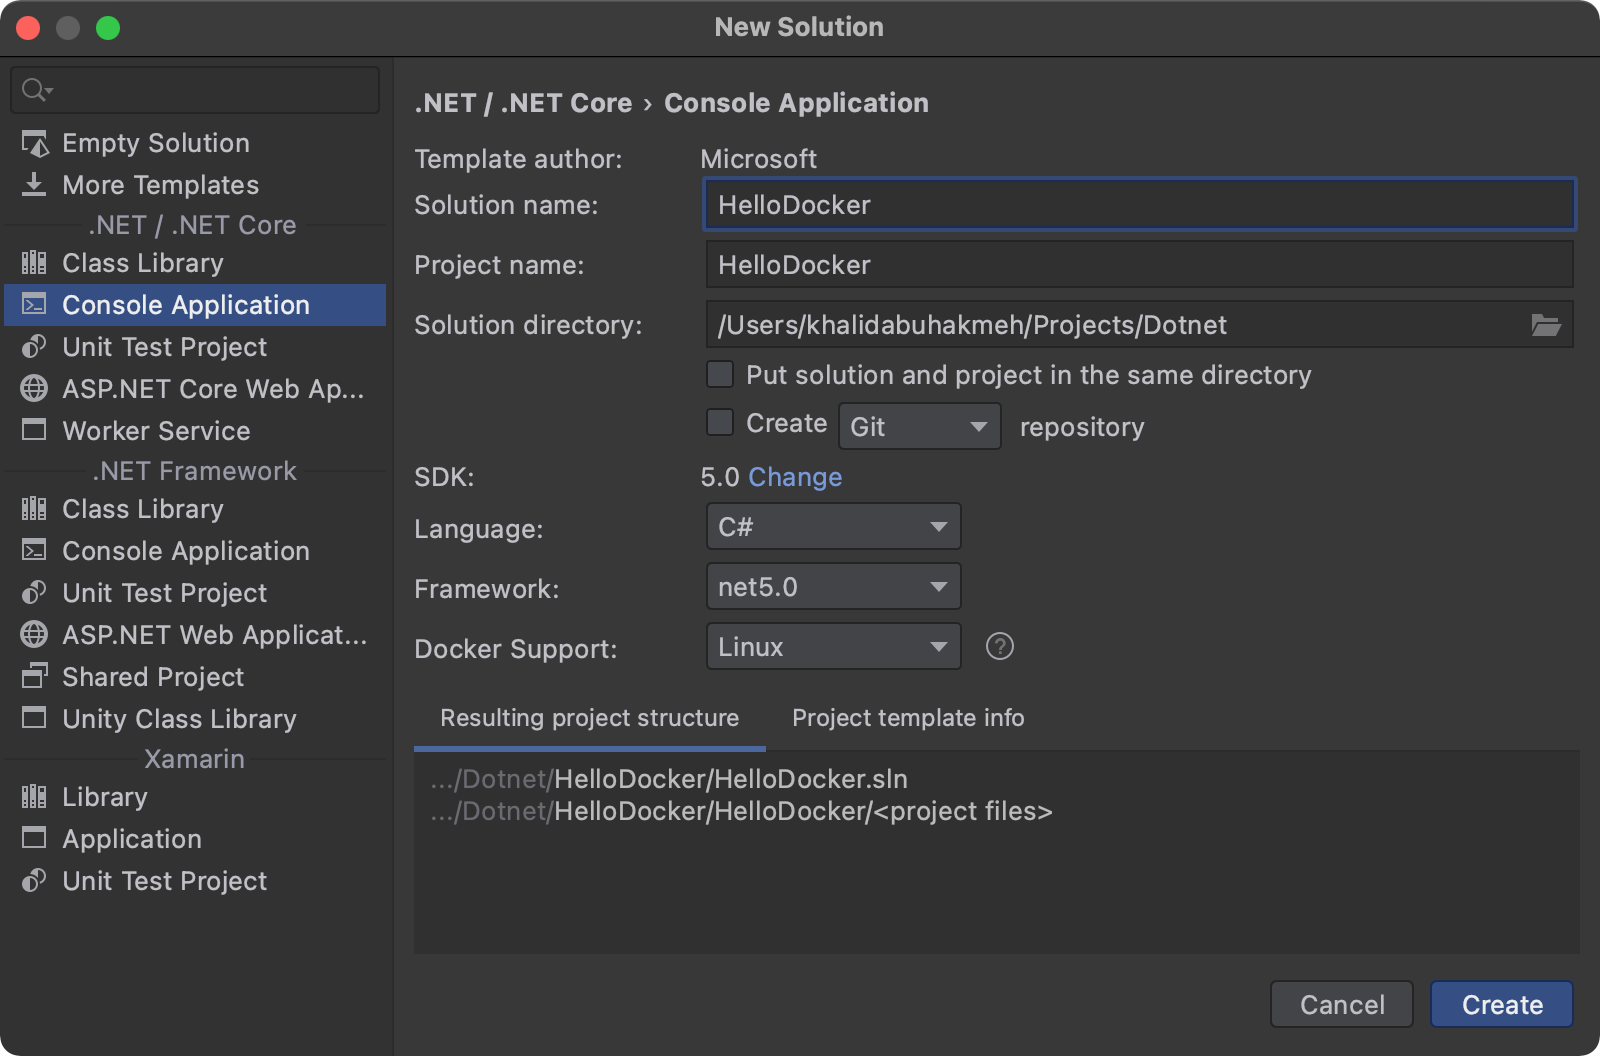 New Solution
Empty Solution
More Templates
.NET / .NET Core
Class Library
Console Application
Unit Test Project
ASP.NET Core Web Ap...
Worker Service
.NET Framework
Class Library
Console Application
Unit Test Project
ASP.NET Web Applicat...
Shared Project
Unity Class Library
Xamarin
Library
Application
Unit Test Project
.NET / .NET Core › Console Application
Template author: Microsoft
Solution name: HelloDocker
Project name: HelloDocker
Solution directory: /Users/khalidabuhakmeh/Projects/Dotnet
Put solution and project in the same directory
Create Git repository
SDK: 5.0 Change
Language: C#
Framework: net5.0
Docker Support: Linux ?
Resulting project structure Project template info
.../Dotnet/HelloDocker/HelloDocker.sln
.../Dotnet/HelloDocker/HelloDocker/<project files>
Cancel Create